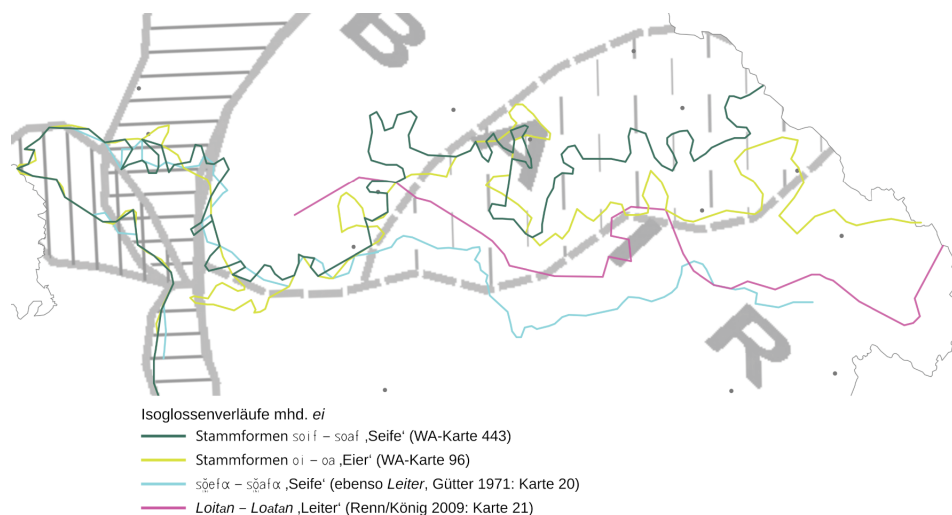 B
A
R
Isoglossenverläufe mhd. ei
Stammformen soif – soaf ‚Seife‘ (WA-Karte 443)
Stammformen oi – oa ‚Eier‘ (WA-Karte 96)
sǫ̆efα – sǫ̆afα ‚Seife‘ (ebenso Leiter, Gütter 1971: Karte 20)
Loitan – Loatan ‚Leiter‘ (Renn/König 2009: Karte 21)